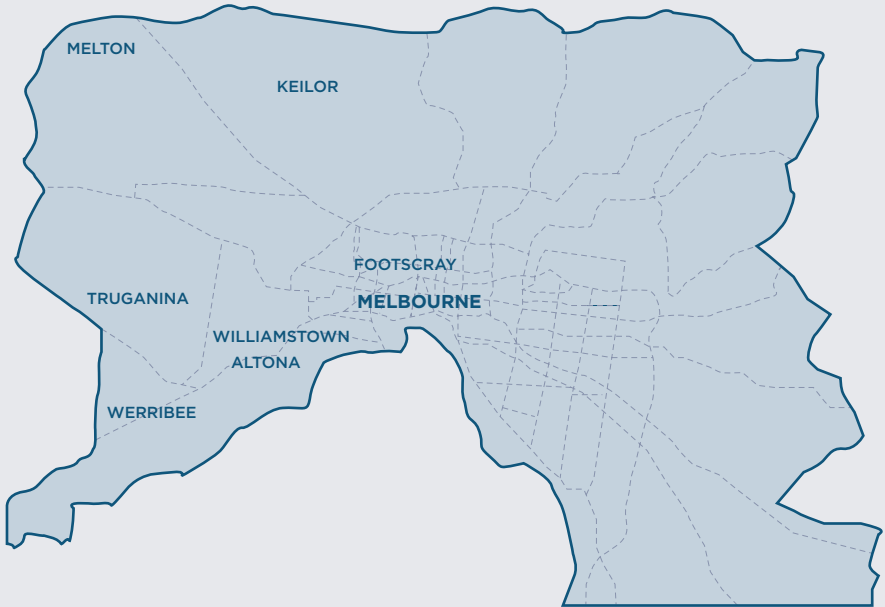 MELTON
KEILOR
FOOTSCRAY
TRUGANINA
MELBOURNE
WILLIAMSTOWN
ALTONA
WERRIBEE